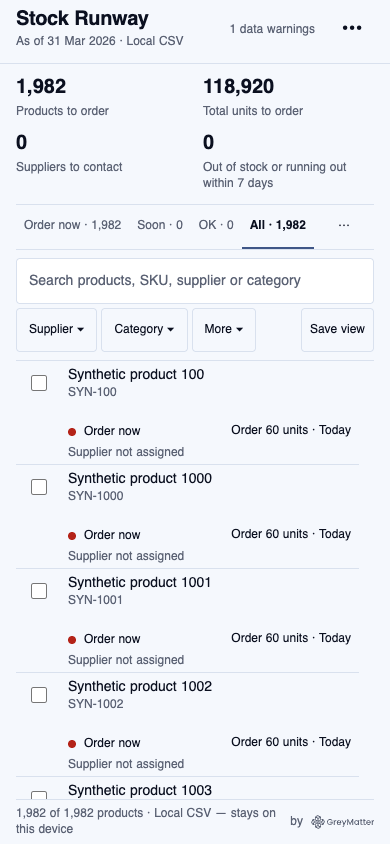 Stock Runway
As of 31 Mar 2026 · Local CSV
1 data warnings
•••
1,982
Products to order
118,920
Total units to order
0
Suppliers to contact
0
Out of stock or running out
within 7 days
Order now · 1,982
Soon · 0
OK · 0
All · 1,982
···
Search products, SKU, supplier or category
Supplier
Category
More
Save view
Synthetic product 100
SYN-100
Order now
Order 60 units · Today
Supplier not assigned
Synthetic product 1000
SYN-1000
Order now
Order 60 units · Today
Supplier not assigned
Synthetic product 1001
SYN-1001
Order now
Order 60 units · Today
Supplier not assigned
Synthetic product 1002
SYN-1002
Order now
Order 60 units · Today
Supplier not assigned
Synthetic product 1003
1,982 of 1,982 products · Local CSV — stays on
this device
by GreyMatter